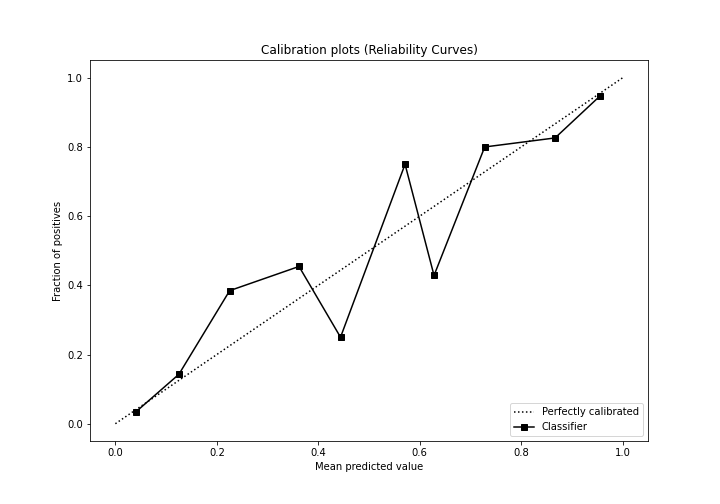 Calibration plots (Reliability Curves)
1.0
0.8
0.6
0.4
0.2
0.0
Fraction of positives
Perfectly calibrated
Classifier
0.0 0.2 0.4 0.6 0.8 1.0
Mean predicted value